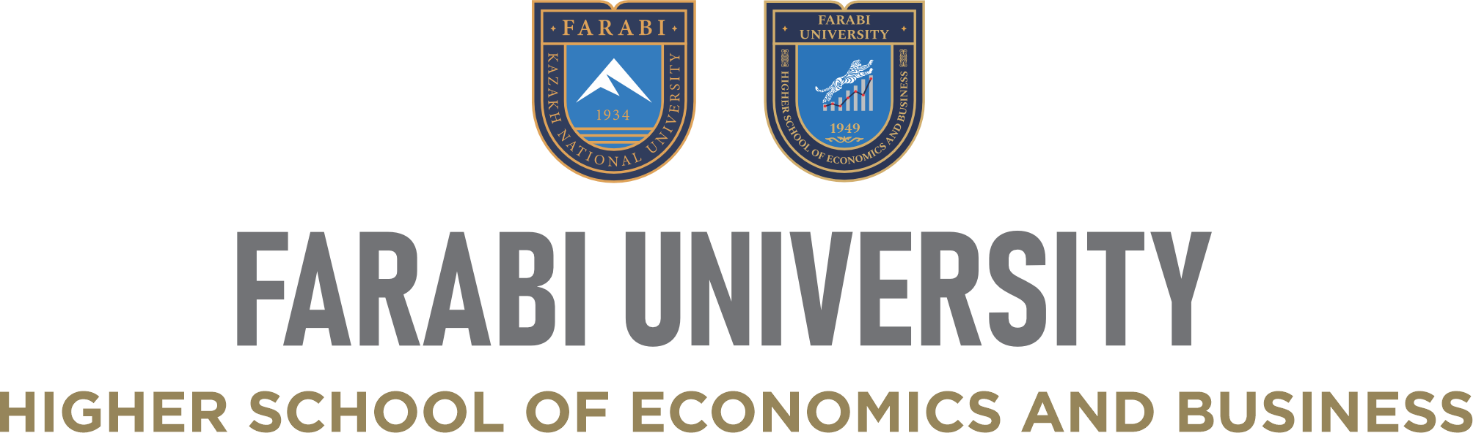 FARABI
KAZAKH NATIONAL UNIVERSITY
1934
FARABI
UNIVERSITY
HIGHER SCHOOL OF ECONOMICS AND BUSINESS
1949
FARABI UNIVERSITY
HIGHER SCHOOL OF ECONOMICS AND BUSINESS